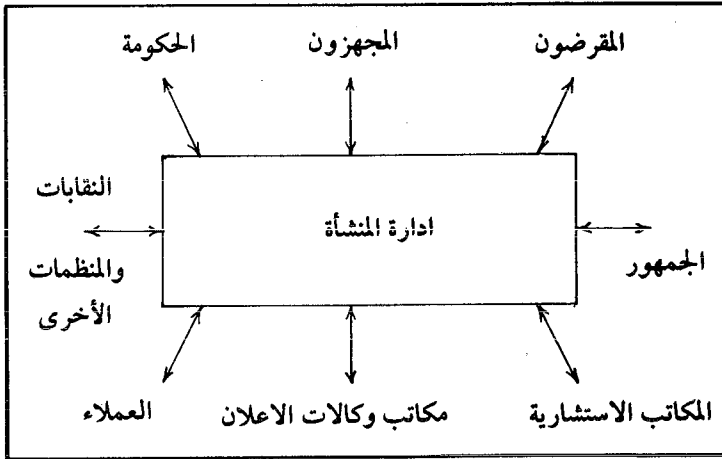 المقرضون
المجهزون
الحكومة
النقابات
ادارة المنشأة
الجمهور
والمنظمات
الأخرى
المكاتب الاستشارية
مكاتب وكالات الاعلان
العملاء